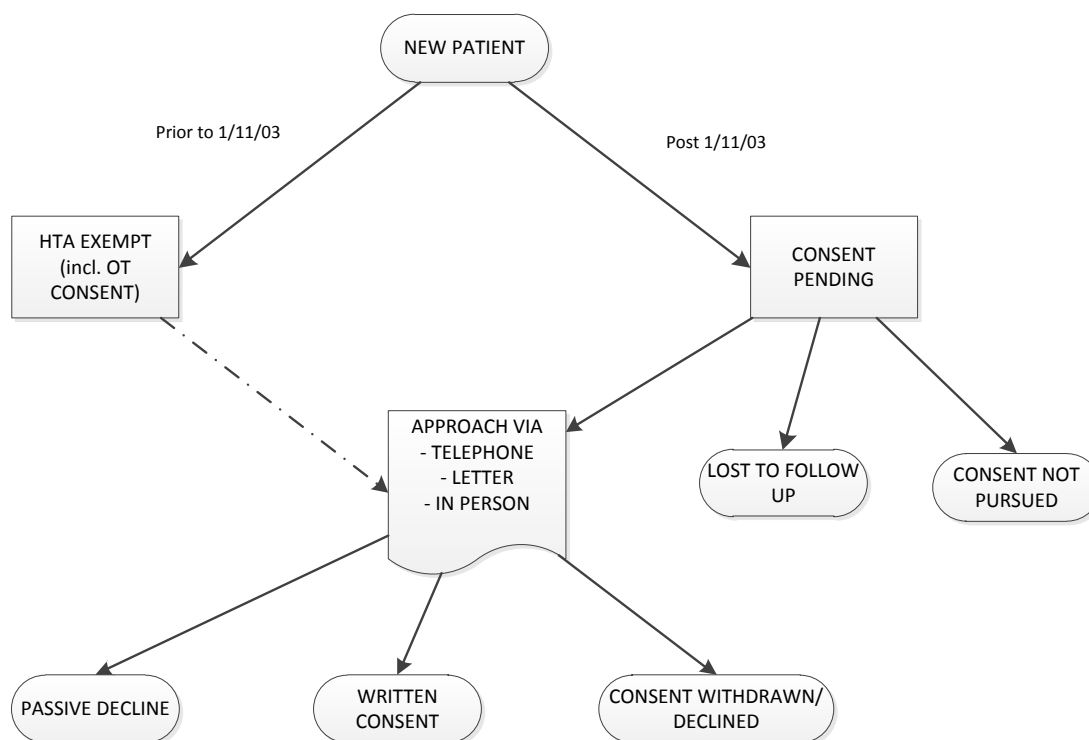 NEW PATIENT
Prior to 1/11/03
Post 1/11/03
HTA EXEMPT
(incl. OT
CONSENT)
CONSENT
PENDING
APPROACH VIA
- TELEPHONE
- LETTER
- IN PERSON
LOST TO FOLLOW
UP
CONSENT NOT
PURSUED
PASSIVE DECLINE
WRITTEN
CONSENT
CONSENT WITHDRAWN/
DECLINED